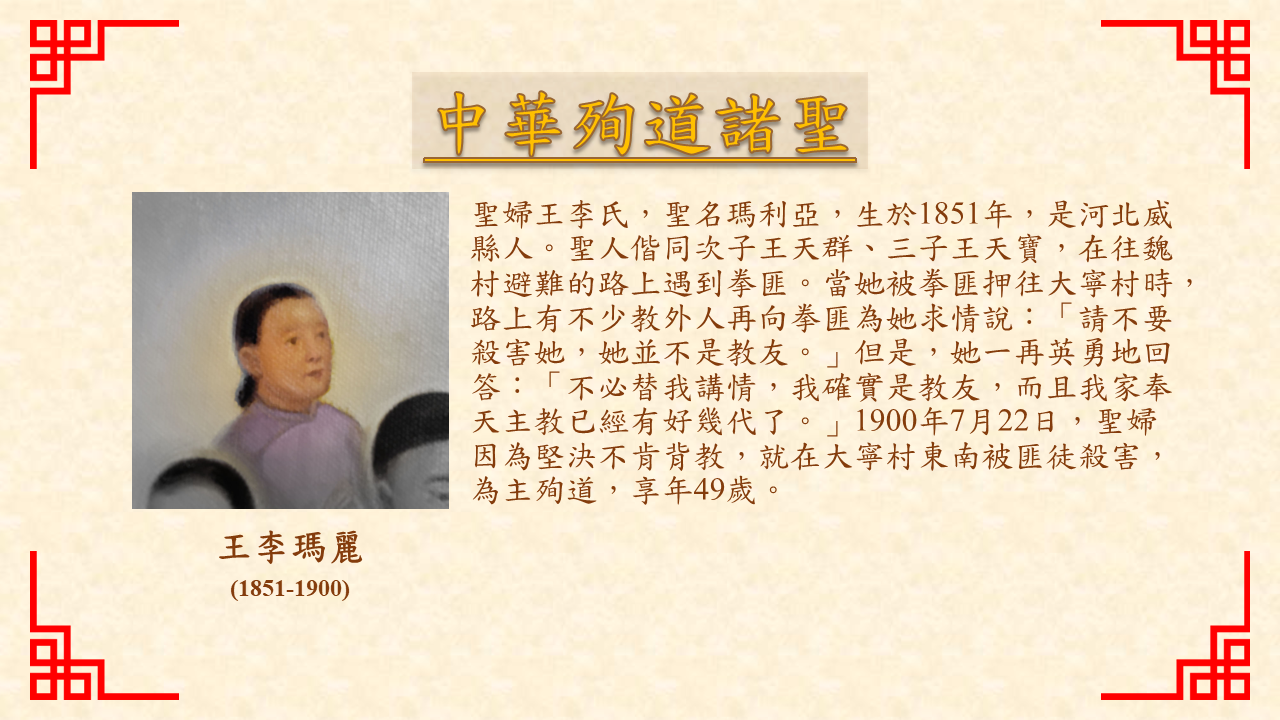 中華殉道諸聖
聖婦王李氏，聖名瑪利亞，生於1851年，是河北威
縣人。聖人偕同次子王天群、三子王天寶，在往魏
村避難的路上遇到拳匪。當她被拳匪押往大寧村時，
路上有不少教外人再向拳匪為她求情說：「請不要
殺害她，她並不是教友。」但是，她一再英勇地回
答：「不必替我講情，我確實是教友，而且我家奉
天主教已經有好幾代了。」1900年7月22日，聖婦
因為堅決不肯背教，就在大寧村東南被匪徒殺害，
為主殉道，享年49歲。
王李瑪麗
(1851-1900)